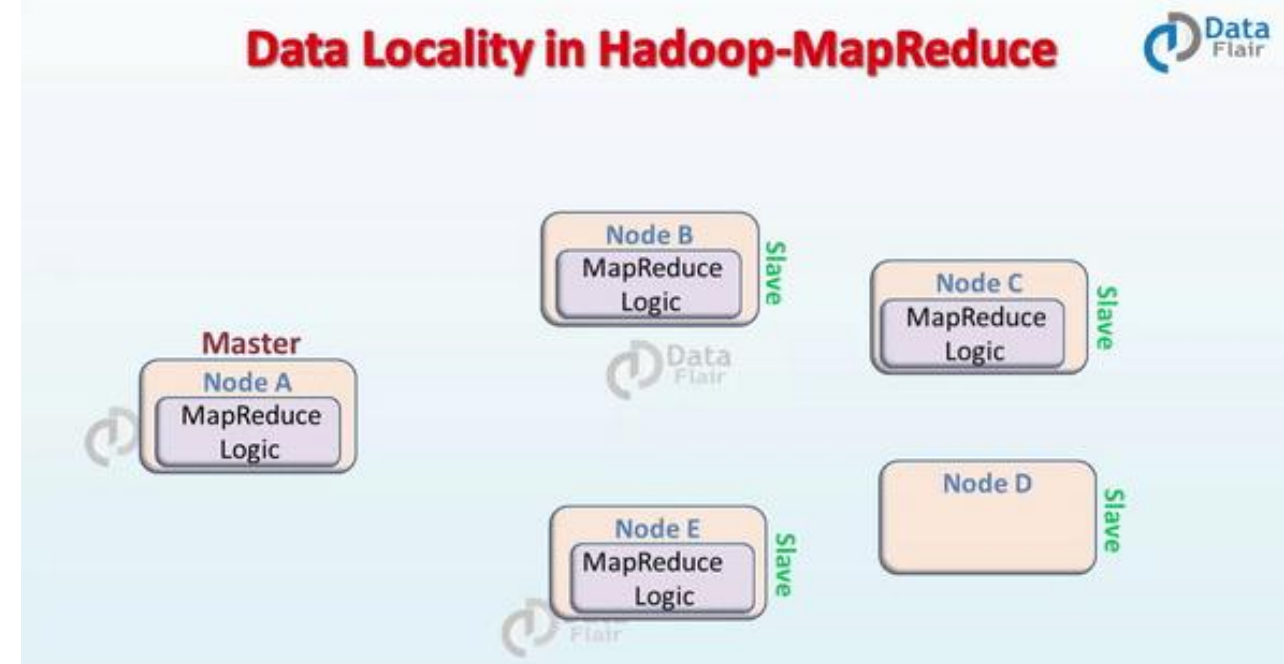 Data Locality in Hadoop-MapReduce
Data
Flair
Node B
MapReduce
Logic
Slave
Node C
MapReduce
Logic
Slave
Data
Flair
Master
Node A
MapReduce
Logic
Node D
Slave
Node E
MapReduce
Logic
Slave
Flair